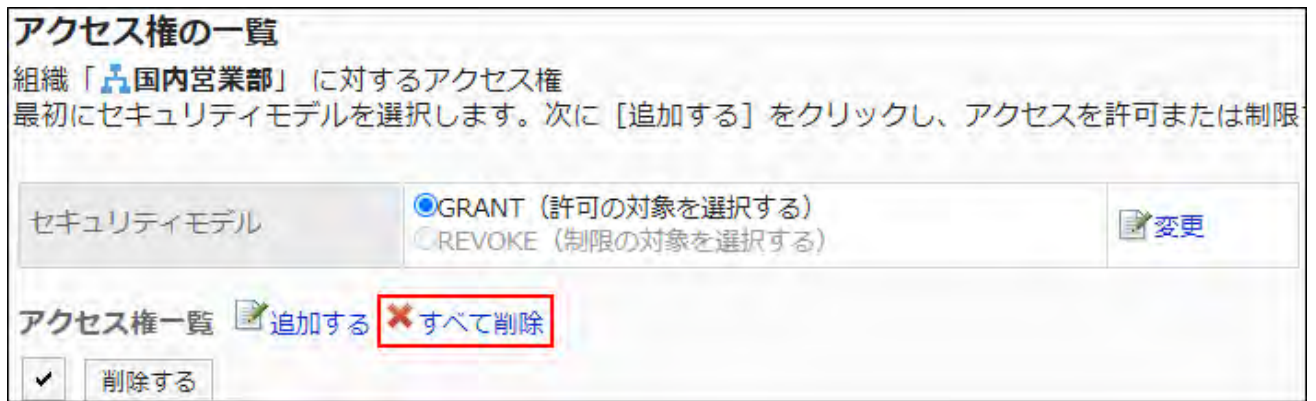 アクセス権の一覧
組織「国内営業部」 に対するアクセス権
最初にセキュリティモデルを選択します。次に［追加する］をクリックし、アクセスを許可または制限
セキュリティモデル
GRANT（許可の対象を選択する）
REVOKE（制限の対象を選択する）
変更
アクセス権一覧 追加する すべて削除
削除する